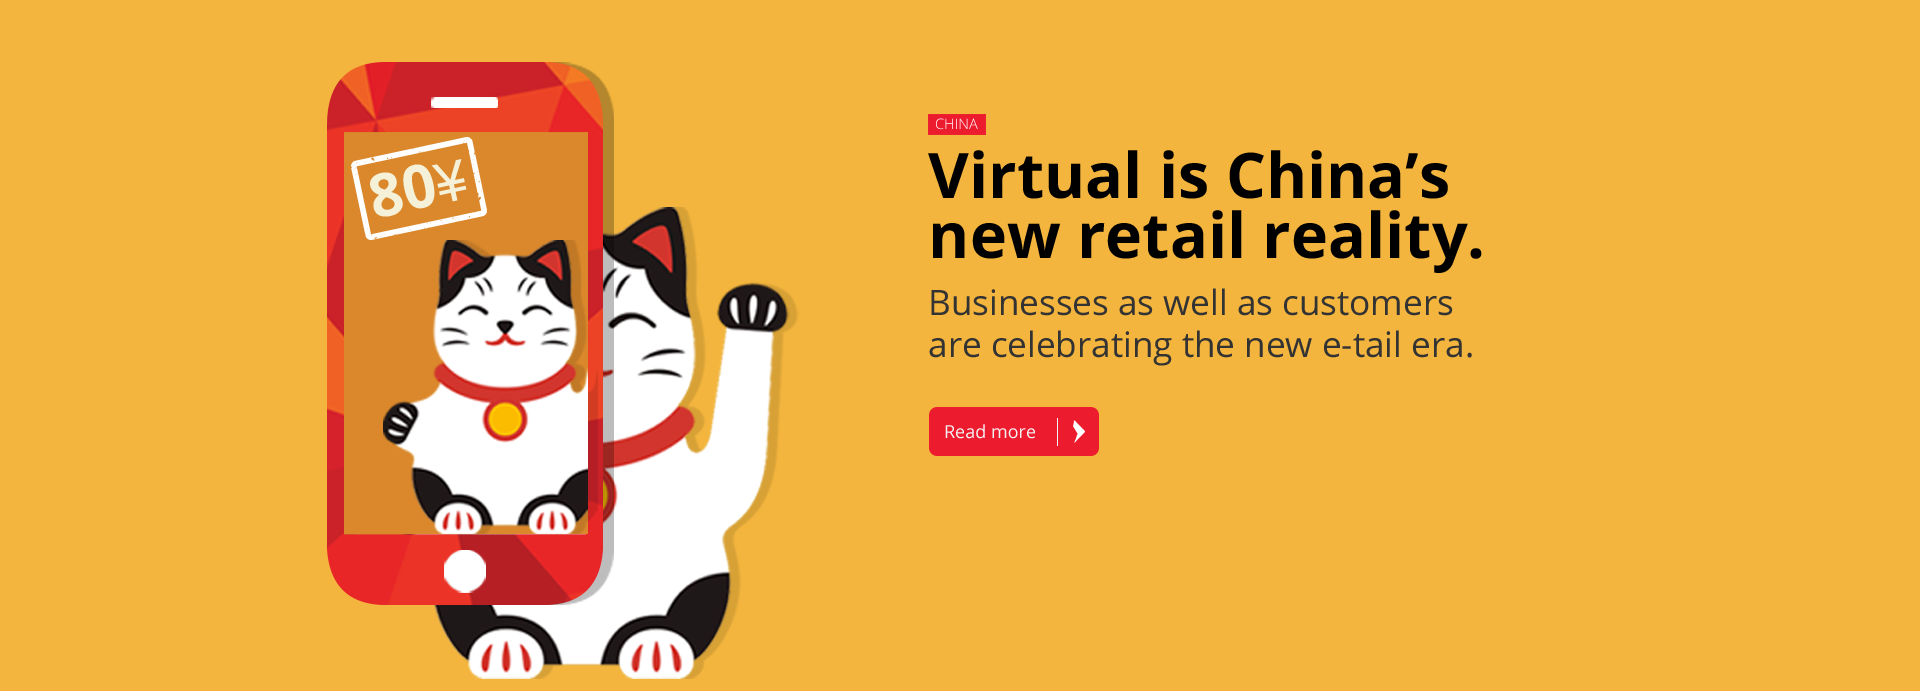 80¥
CHINA
Virtual is China’s
new retail reality.
Businesses as well as customers
are celebrating the new e-tail era.
Read more